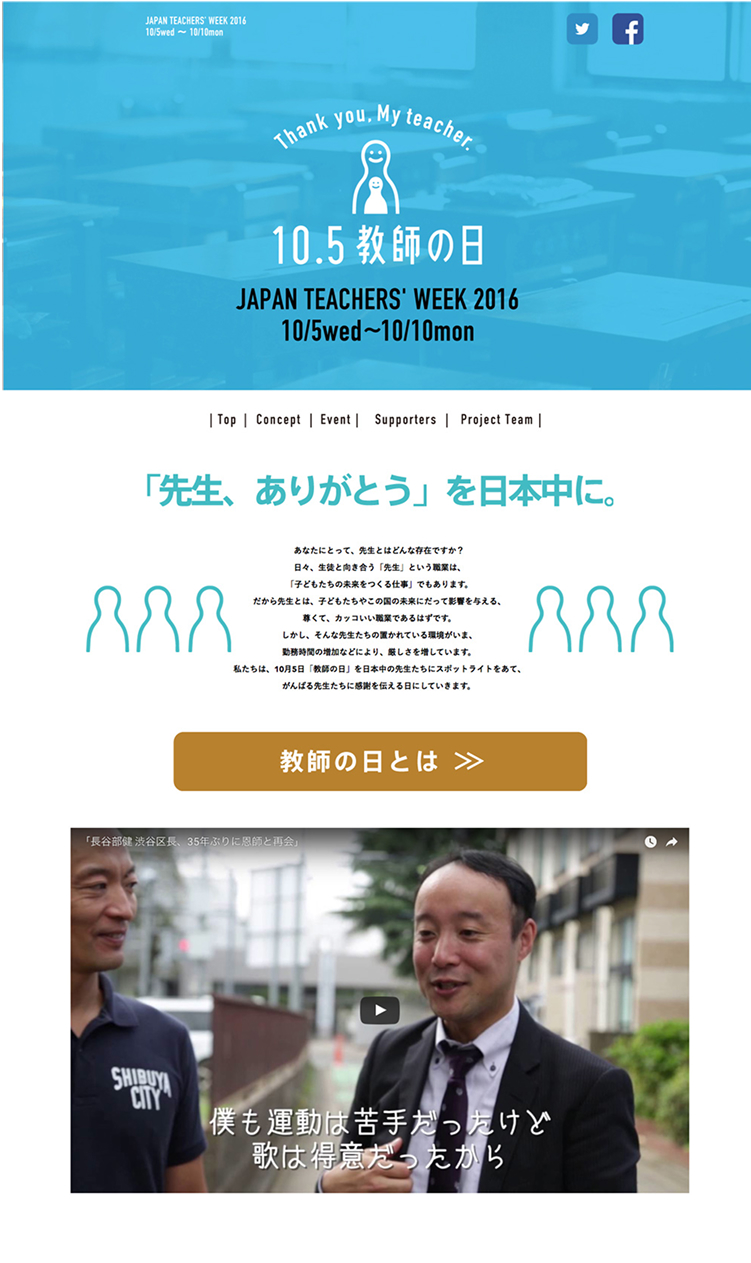 JAPAN TEACHERS' WEEK 2016
10/5wed 〜 10/10mon
Thank you, My teacher.
10.5 教師の日
JAPAN TEACHERS' WEEK 2016
10/5wed〜10/10mon
| Top | Concept | Event | Supporters | Project Team |
「先生、ありがとう」を日本中に。
あなたにとって、先生とはどんな存在ですか？
日々、生徒と向き合う「先生」という職業は、
「子どもたちの未来をつくる仕事」でもあります。
だから先生とは、子どもたちやこの国の未来にだって影響を与える、
尊くて、カッコいい職業であるはずです。
しかし、そんな先生たちの置かれている環境がいま、
勤務時間の増加などにより、厳しさを増しています。
私たちは、10月5日「教師の日」を日本中の先生たちにスポットライトをあて、
がんばる先生たちに感謝を伝える日にしていきます。
教師の日とは ≫
「長谷部健 渋谷区長、35年ぶりに恩師と再会」
SHIBUYA
CITY
僕も運動は苦手だったけど
歌は得意だったから